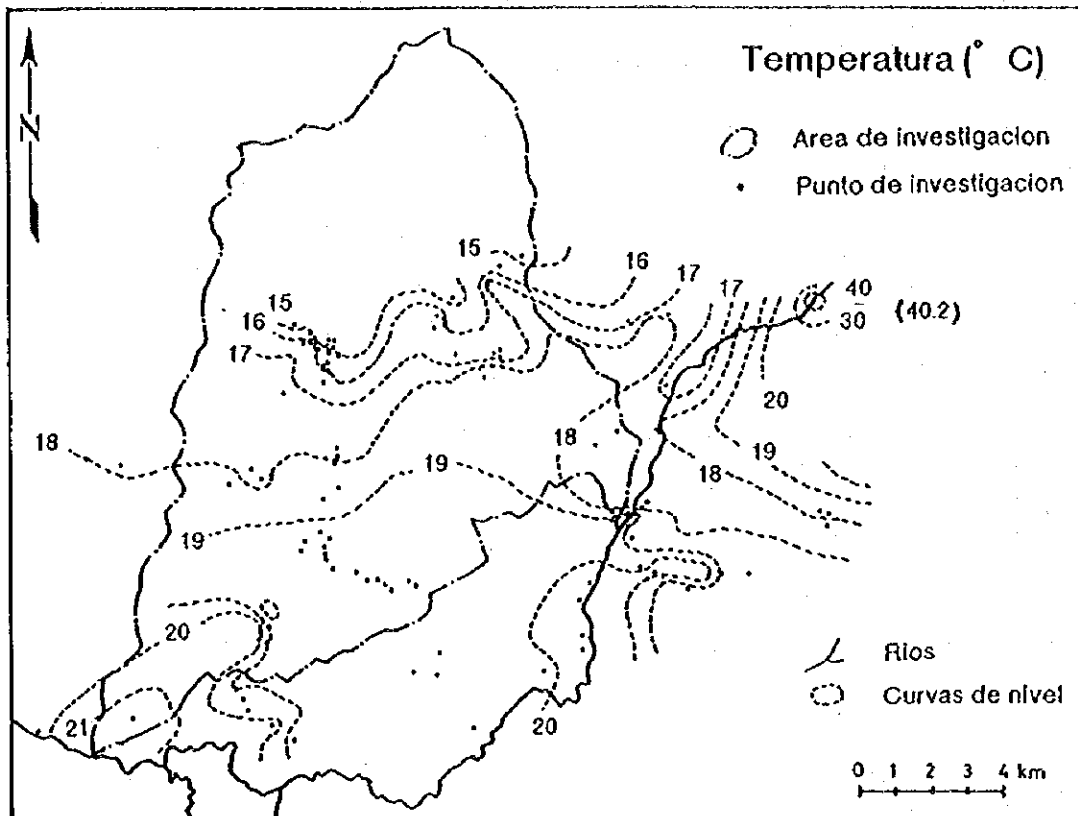 Temperatura (° C)
N
Area de investigacion
Punto de investigacion
15
16
17
17
15
16
17
40
30
(40.2)
20
18
18
19
19
18
19
20
21
20
Rios
Curvas de nivel
0 1 2 3 4 km